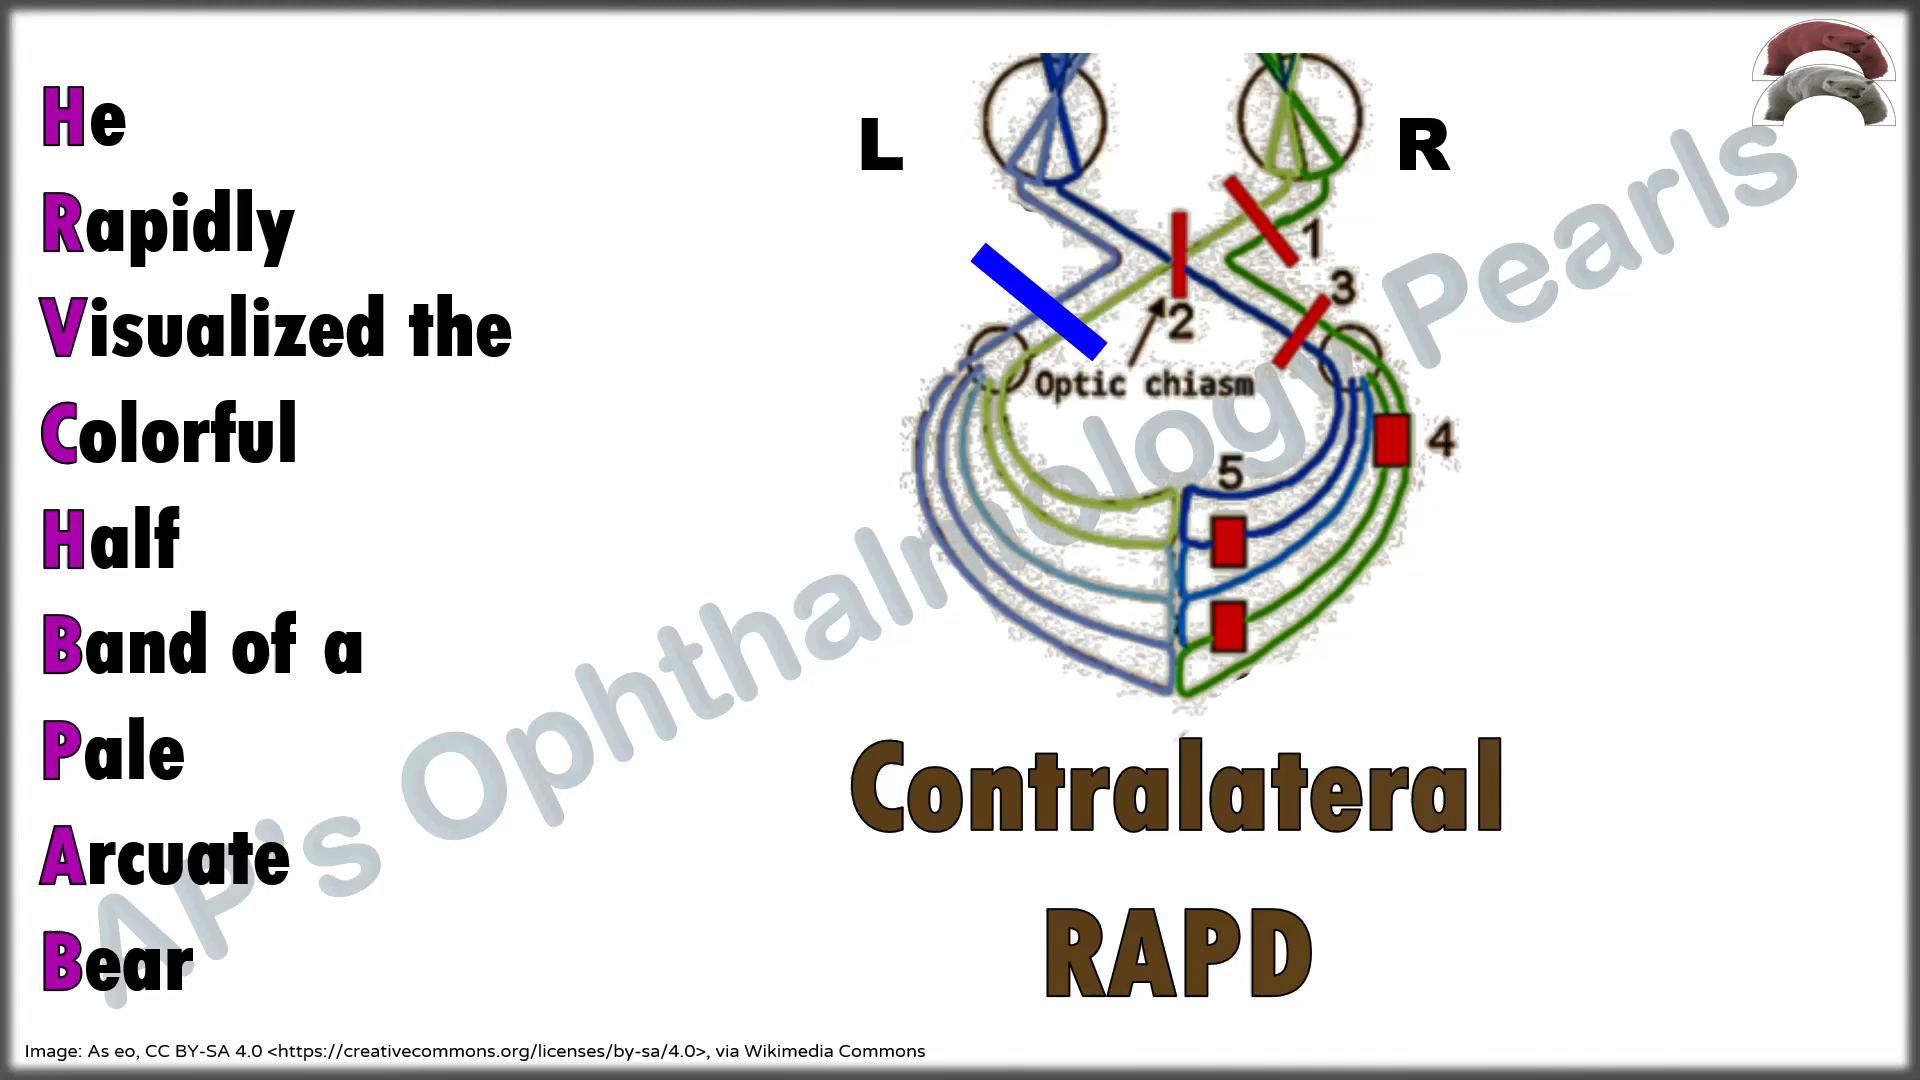 He
Rapidly
Visualized the
Colorful
Half
Band of a
Pale
Arcuate
Bear
L
R
1
3
2
Optic chiasm
4
5
Contralateral
RAPD
AP's Ophthalmology Pearls
Image: As eo, CC BY-SA 4.0 <https://creativecommons.org/licenses/by-sa/4.0>, via Wikimedia Commons